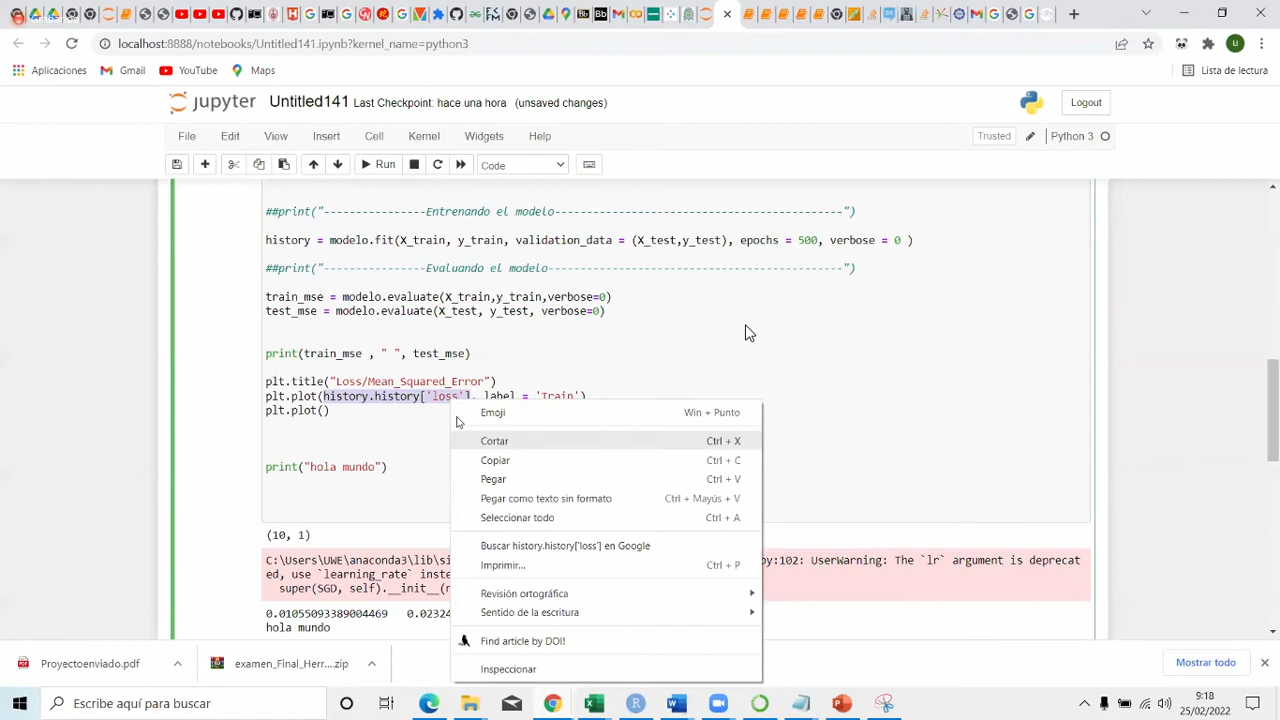 localhost:8888/notebooks/Untitled141.ipynb?kernel_name=python3
Aplicaciones Gmail YouTube Maps Lista de lectura
jupyter Untitled141 Last Checkpoint: hace una hora (unsaved changes) Logout
File Edit View Insert Cell Kernel Widgets Help Trusted Python 3
Run Code
##print("---------------Entrenando el modelo------------------------------------------")
history = modelo.fit(X_train, y_train, validation_data = (X_test,y_test), epochs = 500, verbose = 0 )
##print("---------------Evaluando el modelo-------------------------------------------")
train_mse = modelo.evaluate(X_train,y_train,verbose=0)
test_mse = modelo.evaluate(X_test, y_test, verbose=0)
print(train_mse , " ", test_mse)
plt.title("Loss/Mean_Squared_Error")
plt.plot(history.history['loss'], label = 'Train')
plt.plot()
print("hola mundo")
Emoji Win + Punto
Cortar Ctrl + X
Copiar Ctrl + C
Pegar Ctrl + V
Pegar como texto sin formato Ctrl + Mayús + V
Seleccionar todo Ctrl + A
Buscar history.history['loss'] en Google
Imprimir... Ctrl + P
Revisión ortográfica
Sentido de la escritura
Find article by DOI!
Inspeccionar
(10, 1)
C:\Users\UWE\anaconda3\lib\si by:102: UserWarning: The `lr` argument is deprecat
ed, use `learning_rate` inste
super(SGD, self).__init__(n
0.01055093389004469 0.02324
hola mundo
Proyectoenviado.pdf examen_Final_Herr....zip Mostrar todo
Escribe aquí para buscar
9:18
25/02/2022